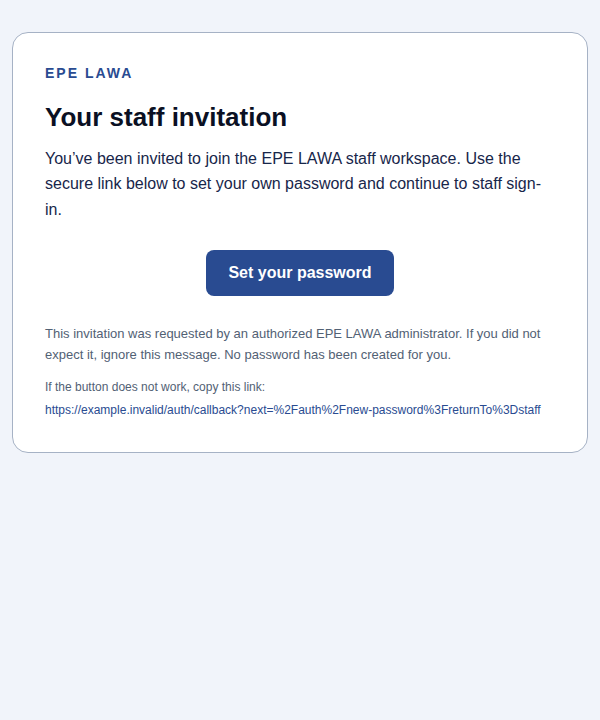 EPE LAWA
Your staff invitation
You’ve been invited to join the EPE LAWA staff workspace. Use the
secure link below to set your own password and continue to staff sign-
in.
Set your password
This invitation was requested by an authorized EPE LAWA administrator. If you did not
expect it, ignore this message. No password has been created for you.
If the button does not work, copy this link:
https://example.invalid/auth/callback?next=%2Fauth%2Fnew-password%3FreturnTo%3Dstaff